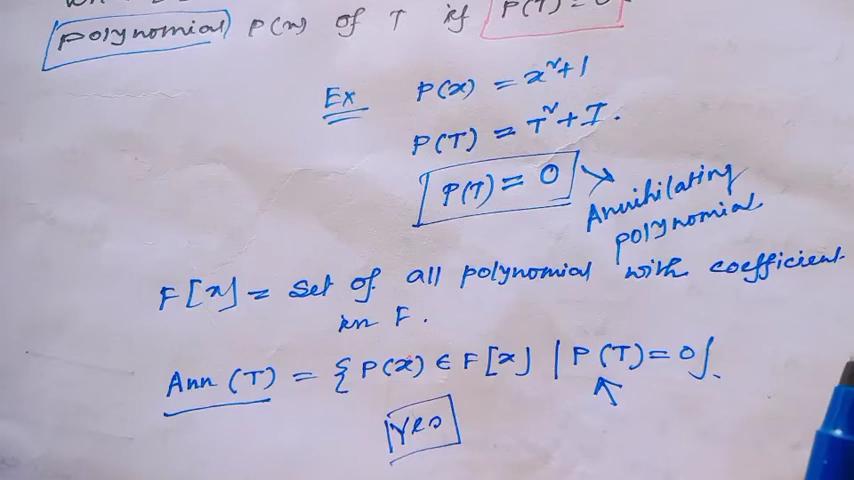 polynomial P(x) of T if P(T) = 0
Ex P(x) = x²+1
P(T) = T²+I.
P(T) = 0
Annihilating
polynomial
F[x] = set of all polynomial with coefficient
in F.
Ann (T) = {P(x) ∈ F[x] | P(T) = 0}.
Yes